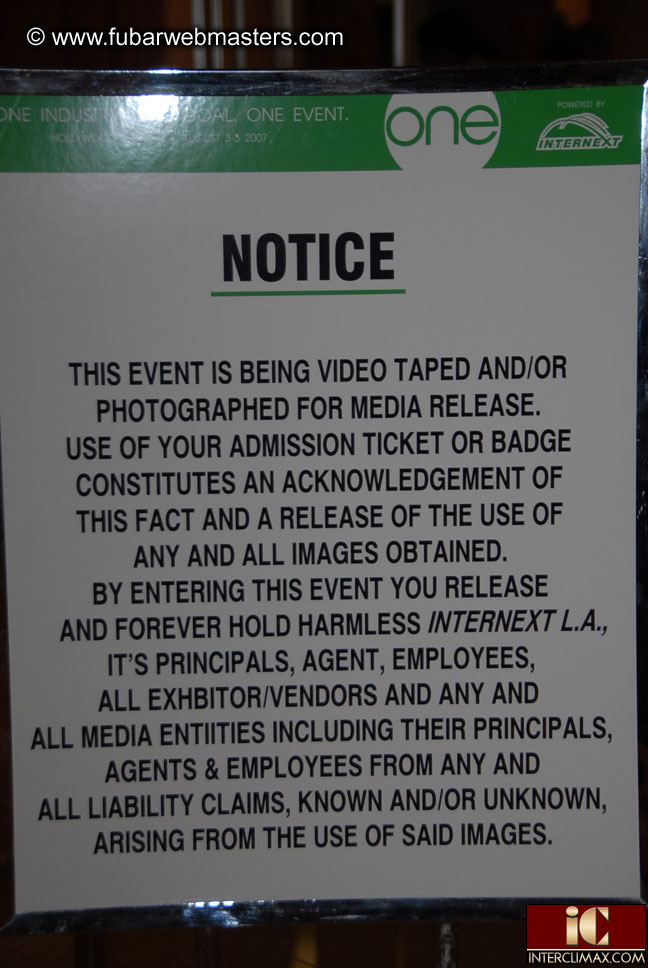 © www.fubarwebmasters.com
ONE INDUSTRY. GOAL. ONE EVENT.
HOLLYWOOD AUGUST 3-5, 2007
one
POWERED BY
INTERNEXT
NOTICE
THIS EVENT IS BEING VIDEO TAPED AND/OR
PHOTOGRAPHED FOR MEDIA RELEASE.
USE OF YOUR ADMISSION TICKET OR BADGE
CONSTITUTES AN ACKNOWLEDGEMENT OF
THIS FACT AND A RELEASE OF THE USE OF
ANY AND ALL IMAGES OBTAINED.
BY ENTERING THIS EVENT YOU RELEASE
AND FOREVER HOLD HARMLESS INTERNEXT L.A.,
IT'S PRINCIPALS, AGENT, EMPLOYEES,
ALL EXHBITOR/VENDORS AND ANY AND
ALL MEDIA ENTIITIES INCLUDING THEIR PRINCIPALS,
AGENTS & EMPLOYEES FROM ANY AND
ALL LIABILITY CLAIMS, KNOWN AND/OR UNKNOWN,
ARISING FROM THE USE OF SAID IMAGES.
iC
INTERCLIMAX.COM